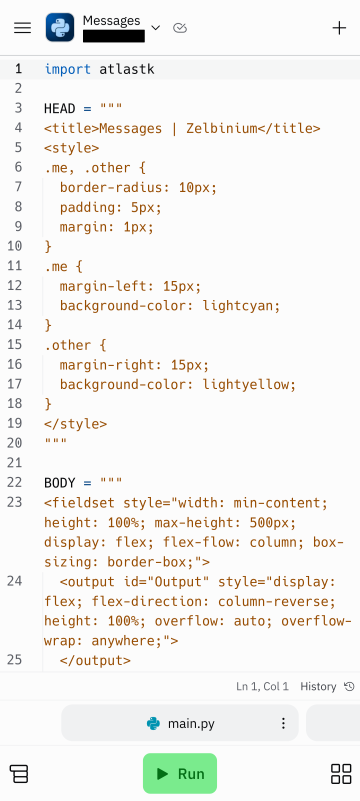 Messages
1 import atlastk
2
3 HEAD = """
4 <title>Messages | Zelbinium</title>
5 <style>
6 .me, .other {
7 border-radius: 10px;
8 padding: 5px;
9 margin: 1px;
10 }
11 .me {
12 margin-left: 15px;
13 background-color: lightcyan;
14 }
15 .other {
16 margin-right: 15px;
17 background-color: lightyellow;
18 }
19 </style>
20 """
21
22 BODY = """
23 <fieldset style="width: min-content;
height: 100%; max-height: 500px;
display: flex; flex-flow: column; box-
sizing: border-box;">
24 <output id="Output" style="display:
flex; flex-direction: column-reverse;
height: 100%; overflow: auto; overflow-
wrap: anywhere;">
25 </output>
Ln 1, Col 1 History
main.py
Run